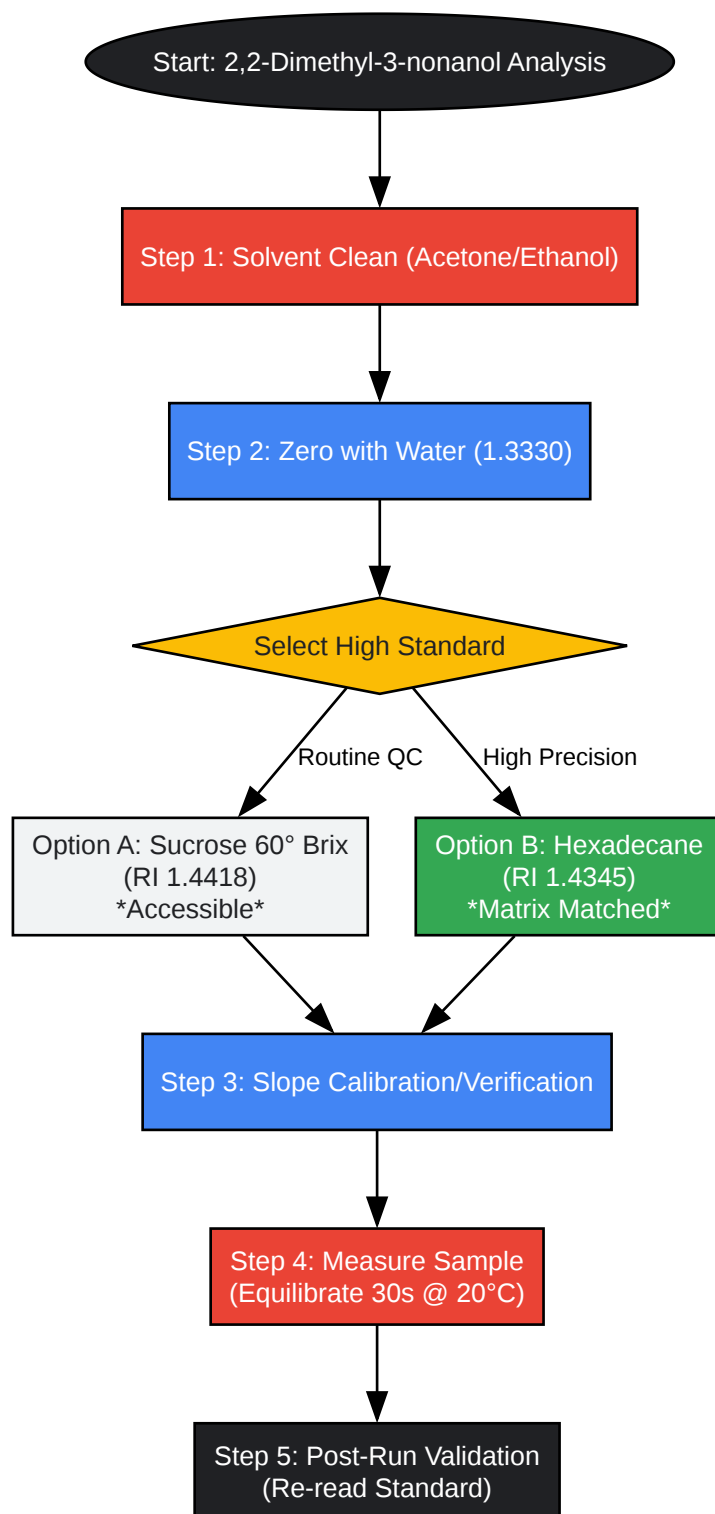 Start: 2,2-Dimethyl-3-nonanol Analysis
Step 1: Solvent Clean (Acetone/Ethanol)
Step 2: Zero with Water (1.3330)
Select High Standard
Routine QC
High Precision
Option A: Sucrose 60° Brix
(RI 1.4418)
*Accessible*
Option B: Hexadecane
(RI 1.4345)
*Matrix Matched*
Step 3: Slope Calibration/Verification
Step 4: Measure Sample
(Equilibrate 30s @ 20°C)
Step 5: Post-Run Validation
(Re-read Standard)